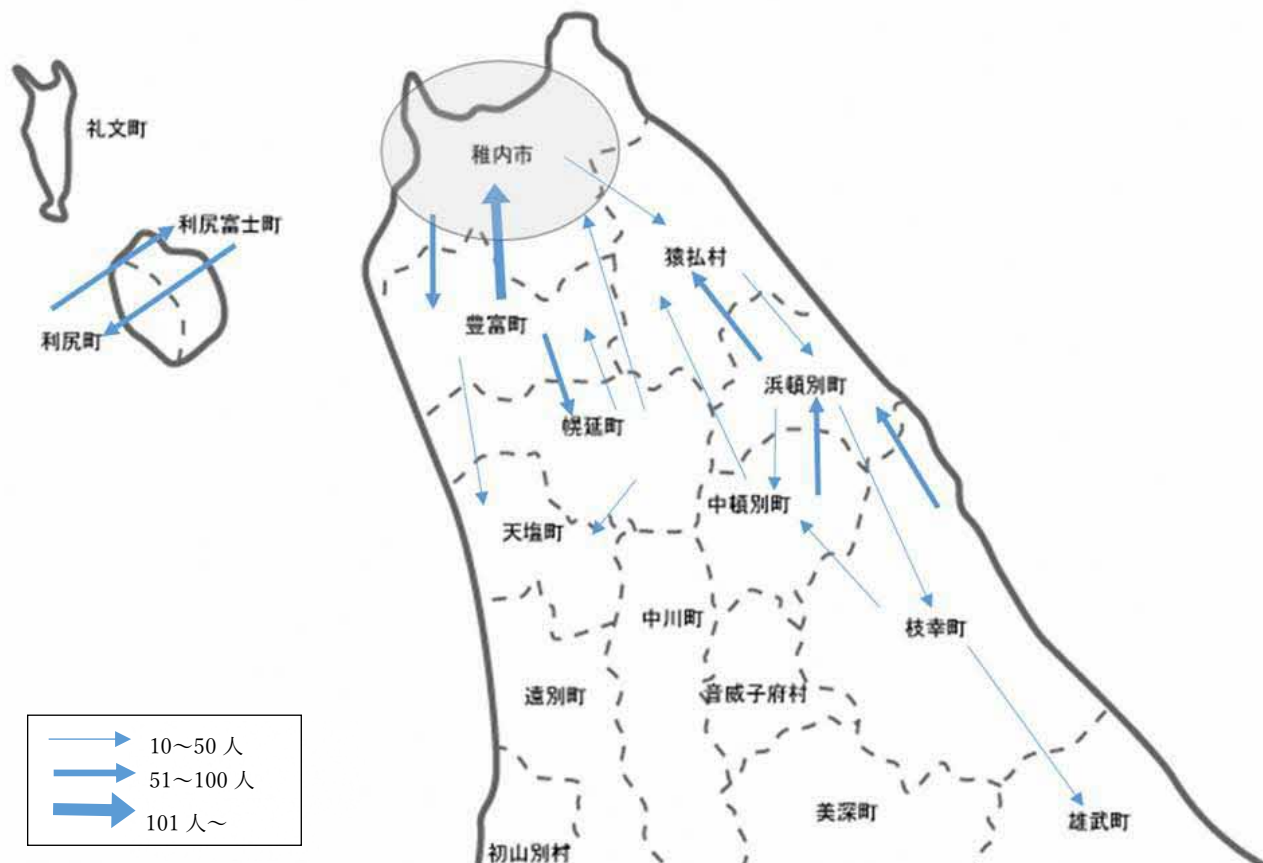 礼文町
稚内市
利尻富士町
猿払村
豊富町
利尻町
浜頓別町
幌延町
中頓別町
天塩町
中川町
枝幸町
遠別町
音威子府村
10～50 人
51～100 人
101 人～
美深町
雄武町
初山別村